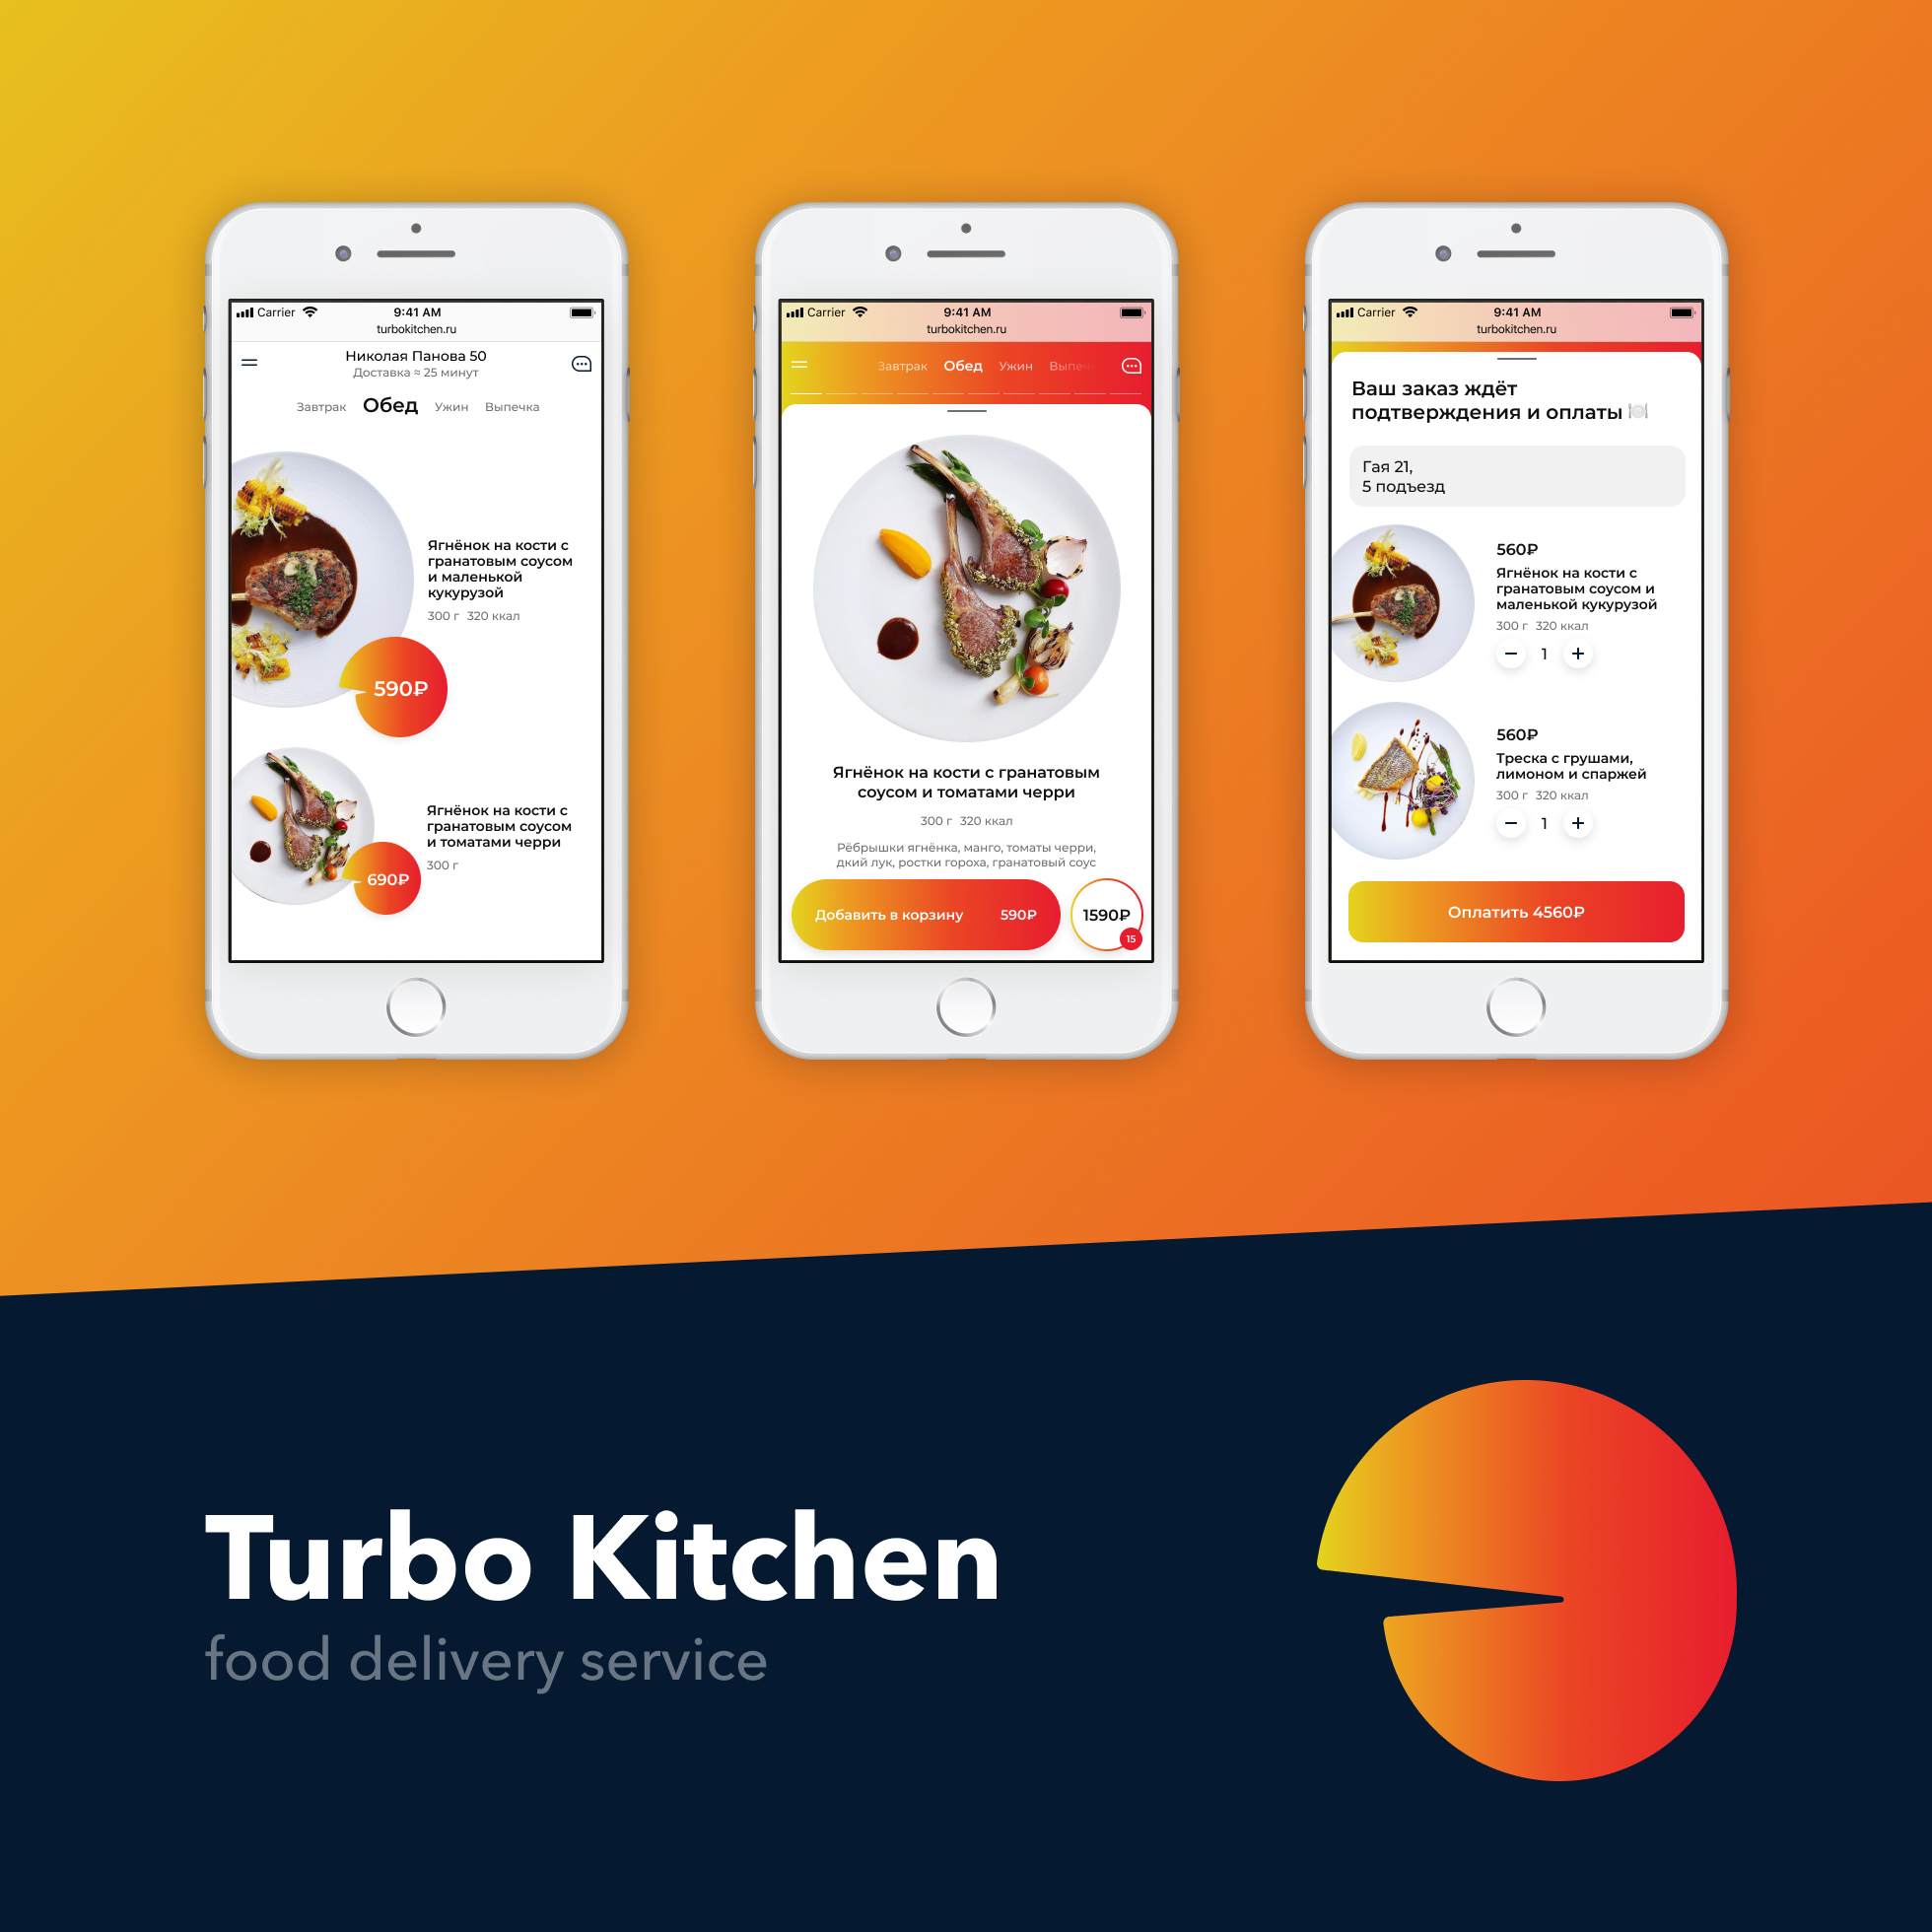 Carrier 9:41 AM
turbokitchen.ru
Николая Панова 50
Доставка ≈ 25 минут
Завтрак Обед Ужин Выпечка
Ягнёнок на кости с
гранатовым соусом
и маленькой
кукурузой
300 г 320 ккал
590₽
Ягнёнок на кости с
гранатовым соусом
и томатами черри
300 г
690₽
Carrier 9:41 AM
turbokitchen.ru
Завтрак Обед Ужин Выпеч
Ягнёнок на кости с гранатовым
соусом и томатами черри
300 г 320 ккал
Рёбрышки ягнёнка, манго, томаты черри,
дкий лук, ростки гороха, гранатовый соус
Добавить в корзину 590₽
1590₽
15
Carrier 9:41 AM
turbokitchen.ru
Ваш заказ ждёт
подтверждения и оплаты 🍽
Гая 21,
5 подъезд
560₽
Ягнёнок на кости с
гранатовым соусом и
маленькой кукурузой
300 г 320 ккал
− 1 +
560₽
Треска с грушами,
лимоном и спаржей
300 г 320 ккал
− 1 +
Оплатить 4560₽
Turbo Kitchen
food delivery service